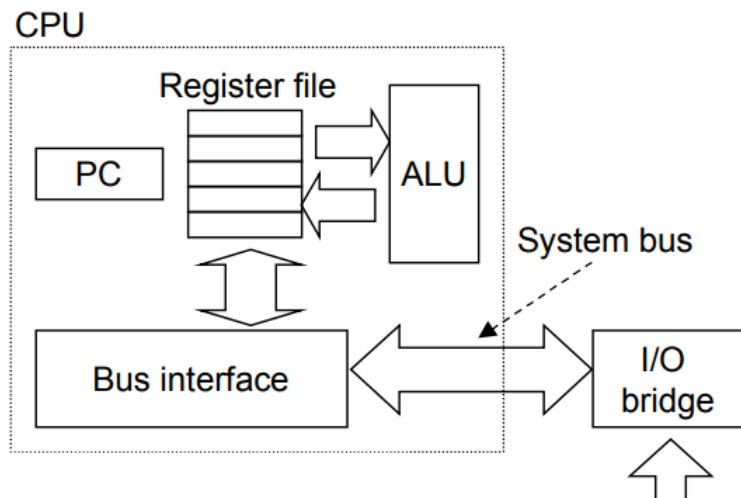 CPU
Register file
PC
ALU
System bus
Bus interface
I/O
bridge